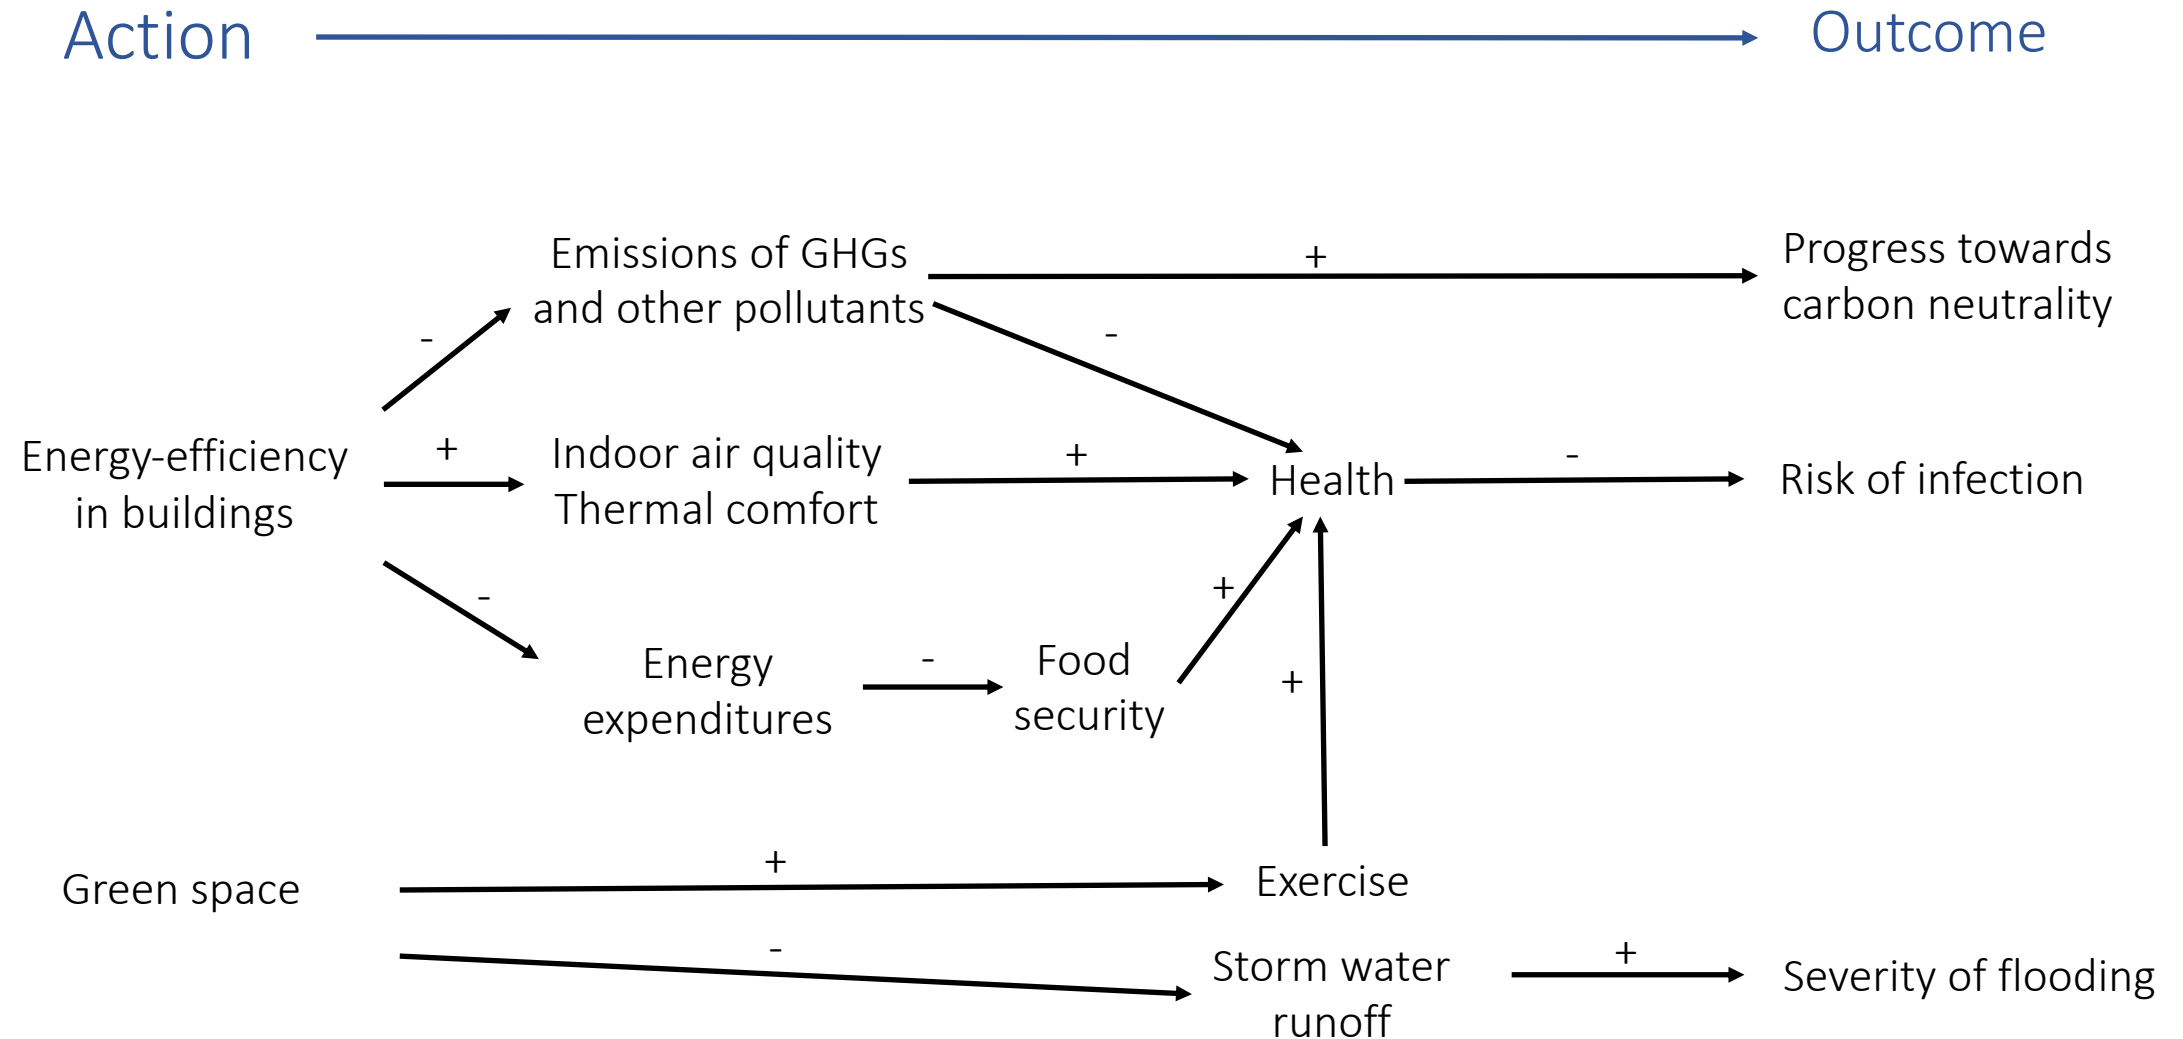 Action
Outcome
Emissions of GHGs
and other pollutants
+
Progress towards
carbon neutrality
-
-
Energy-efficiency
in buildings
+
Indoor air quality
Thermal comfort
+
Health
-
Risk of infection
-
Energy
expenditures
-
Food
security
+
+
Green space
+
Exercise
-
Storm water
runoff
+
Severity of flooding